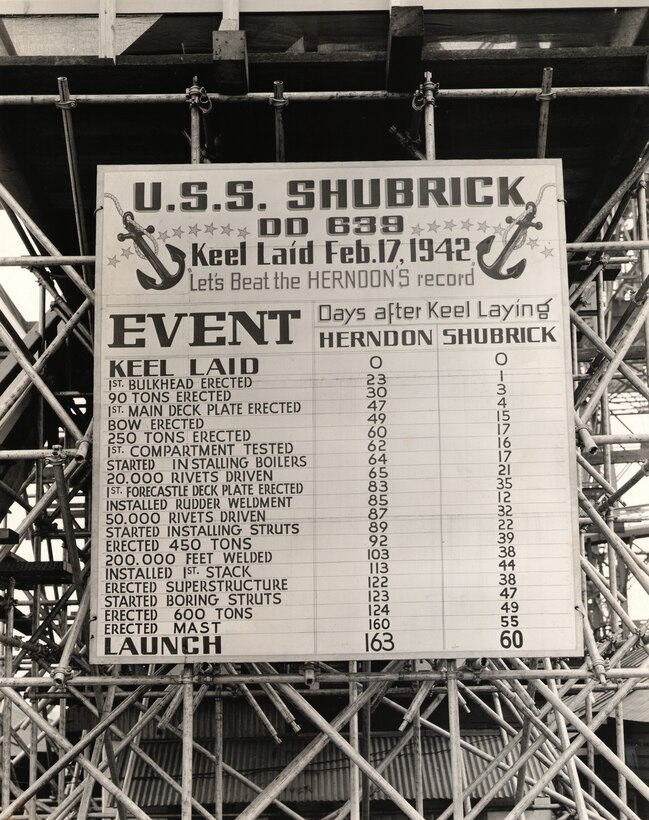 U.S.S. SHUBRICK
DD 639
Keel Laid Feb.17,1942
"Let's Beat the HERNDON'S record"
EVENT
Days after Keel Laying
HERNDON SHUBRICK
KEEL LAID 0 0
1ST. BULKHEAD ERECTED 23 1
90 TONS ERECTED 30 3
1ST. MAIN DECK PLATE ERECTED 47 4
BOW ERECTED 49 15
250 TONS ERECTED 60 17
1ST. COMPARTMENT TESTED 62 16
STARTED INSTALLING BOILERS 64 17
20.000 RIVETS DRIVEN 65 21
1ST. FORECASTLE DECK PLATE ERECTED 83 35
INSTALLED RUDDER WELDMENT 85 12
50.000 RIVETS DRIVEN 87 32
STARTED INSTALLING STRUTS 89 22
ERECTED 450 TONS 92 39
200.000 FEET WELDED 103 38
INSTALLED 1ST. STACK 113 44
ERECTED SUPERSTRUCTURE 122 38
STARTED BORING STRUTS 123 47
ERECTED 600 TONS 124 49
ERECTED MAST 160 55
LAUNCH 163 60